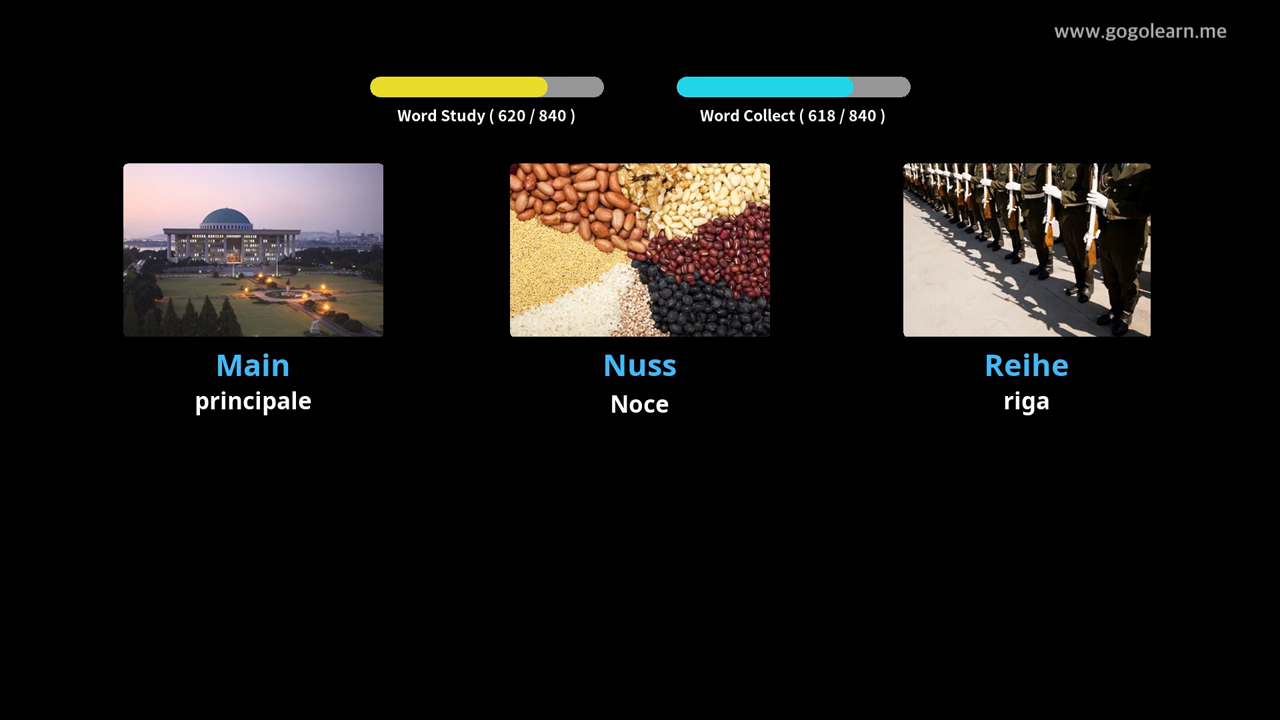 www.gogolearn.me
Word Study ( 620 / 840 )
Word Collect ( 618 / 840 )
Main
principale
Nuss
Noce
Reihe
riga